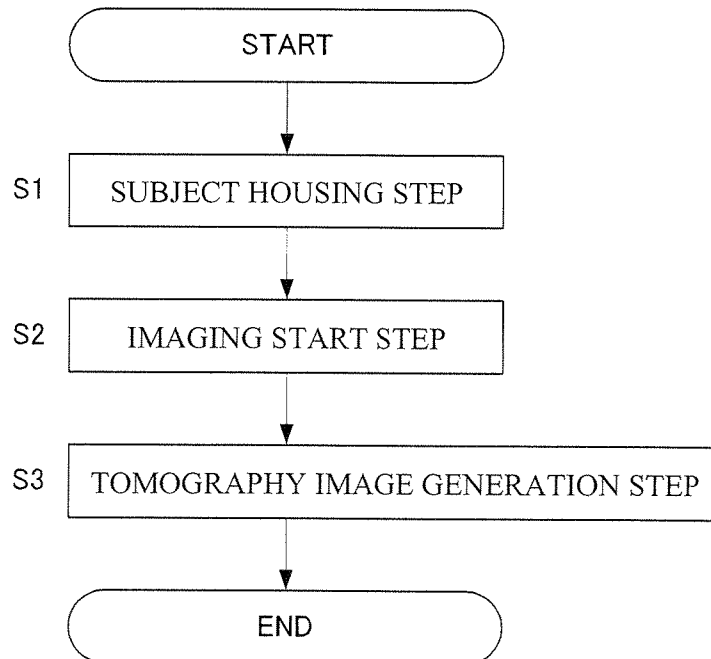 START
S1 SUBJECT HOUSING STEP
S2 IMAGING START STEP
S3 TOMOGRAPHY IMAGE GENERATION STEP
END